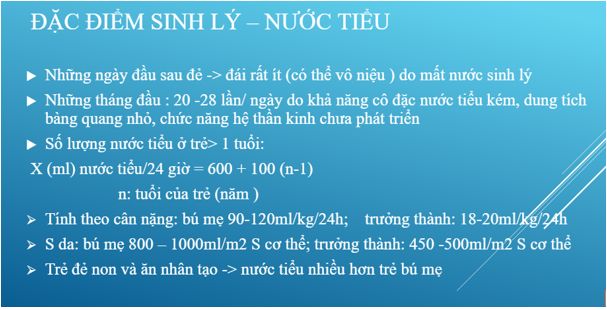 ĐẶC ĐIỂM SINH LÝ – NƯỚC TIỂU
Những ngày đầu sau đẻ -> đái rất ít (có thể vô niệu ) do mất nước sinh lý
Những tháng đầu : 20 -28 lần/ ngày do khả năng cô đặc nước tiểu kém, dung tích
bàng quang nhỏ, chức năng hệ thần kinh chưa phát triển
Số lượng nước tiểu ở trẻ> 1 tuổi:
X (ml) nước tiểu/24 giờ = 600 + 100 (n-1)
n: tuổi của trẻ (năm )
Tính theo cân nặng: bú mẹ 90-120ml/kg/24h; trưởng thành: 18-20ml/kg/24h
S da: bú mẹ 800 – 1000ml/m2 S cơ thể; trưởng thành: 450 -500ml/m2 S cơ thể
Trẻ đẻ non và ăn nhân tạo -> nước tiểu nhiều hơn trẻ bú mẹ